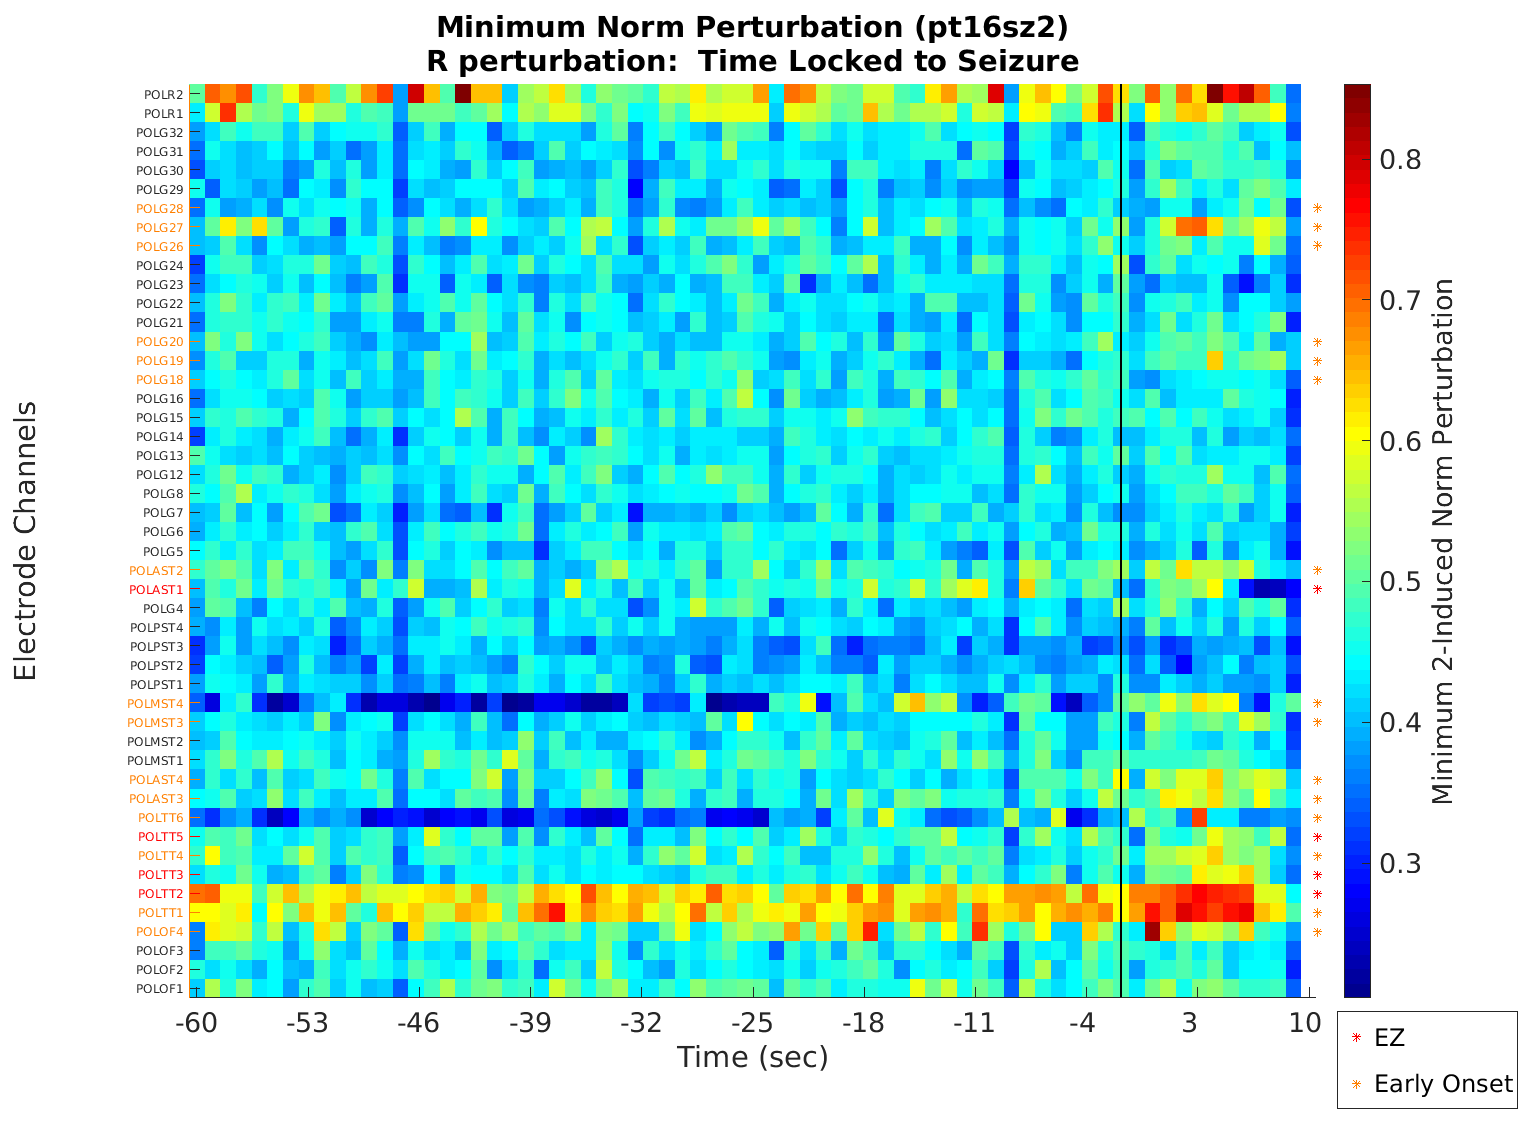 Minimum Norm Perturbation (pt16sz2)
R perturbation:  Time Locked to Seizure
Electrode Channels
POLR2
POLR1
POLG32
POLG31
POLG30
POLG29
POLG28
POLG27
POLG26
POLG24
POLG23
POLG22
POLG21
POLG20
POLG19
POLG18
POLG16
POLG15
POLG14
POLG13
POLG12
POLG8
POLG7
POLG6
POLG5
POLAST2
POLAST1
POLG4
POLPST4
POLPST3
POLPST2
POLPST1
POLMST4
POLMST3
POLMST2
POLMST1
POLAST4
POLAST3
POLTT6
POLTT5
POLTT4
POLTT3
POLTT2
POLTT1
POLOF4
POLOF3
POLOF2
POLOF1
-60 -53 -46 -39 -32 -25 -18 -11 -4 3 10
Time (sec)
0.8
0.7
0.6
0.5
0.4
0.3
Minimum 2-Induced Norm Perturbation
EZ
Early Onset